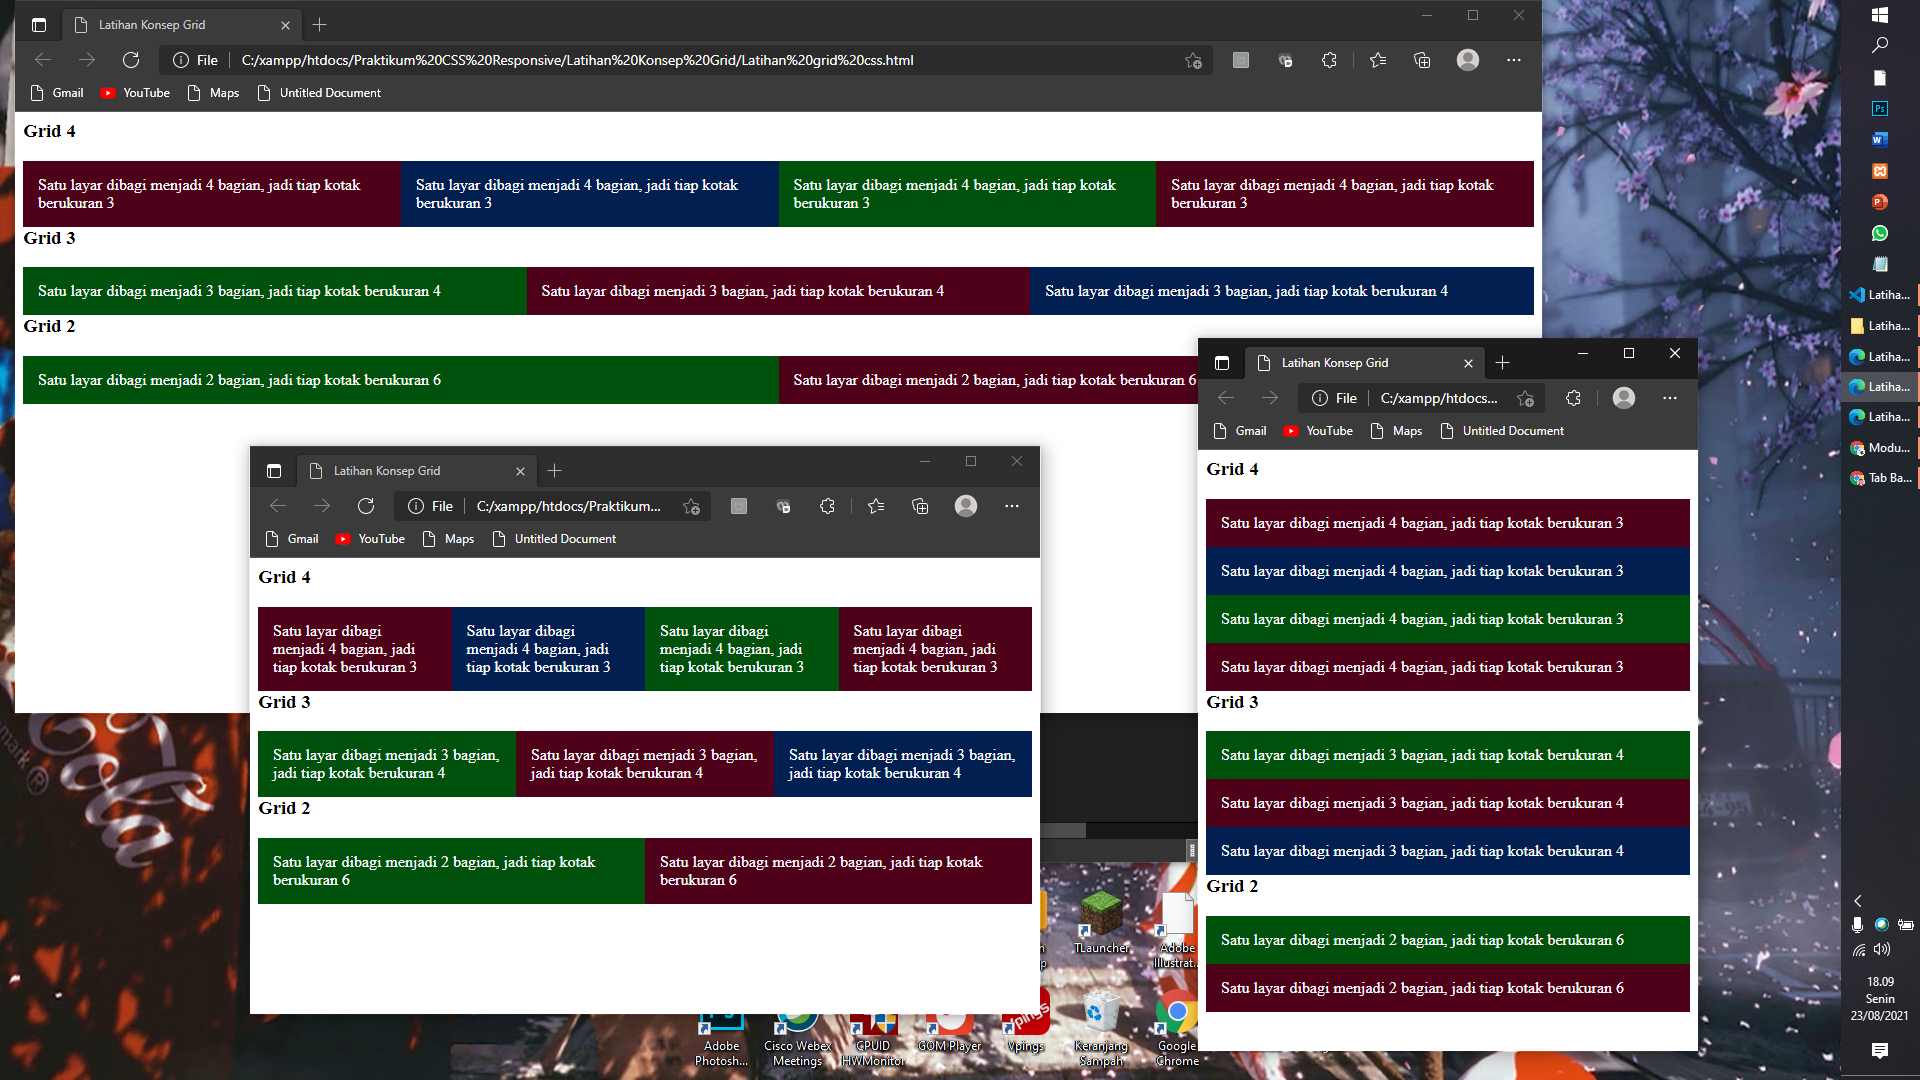 Latihan Konsep Grid
File
C:/xampp/htdocs/Praktikum%20CSS%20Responsive/Latihan%20Konsep%20Grid/Latihan%20grid%20css.html
Gmail YouTube Maps Untitled Document
Grid 4
Satu layar dibagi menjadi 4 bagian, jadi tiap kotak
berukuran 3
Satu layar dibagi menjadi 4 bagian, jadi tiap kotak
berukuran 3
Satu layar dibagi menjadi 4 bagian, jadi tiap kotak
berukuran 3
Satu layar dibagi menjadi 4 bagian, jadi tiap kotak
berukuran 3
Grid 3
Satu layar dibagi menjadi 3 bagian, jadi tiap kotak berukuran 4
Satu layar dibagi menjadi 3 bagian, jadi tiap kotak berukuran 4
Satu layar dibagi menjadi 3 bagian, jadi tiap kotak berukuran 4
Grid 2
Satu layar dibagi menjadi 2 bagian, jadi tiap kotak berukuran 6
Satu layar dibagi menjadi 2 bagian, jadi tiap kotak berukuran 6
Latihan Konsep Grid
File
C:/xampp/htdocs/Praktikum...
Gmail YouTube Maps Untitled Document
Grid 4
Satu layar dibagi
menjadi 4 bagian, jadi
tiap kotak berukuran 3
Satu layar dibagi
menjadi 4 bagian, jadi
tiap kotak berukuran 3
Satu layar dibagi
menjadi 4 bagian, jadi
tiap kotak berukuran 3
Satu layar dibagi
menjadi 4 bagian, jadi
tiap kotak berukuran 3
Grid 3
Satu layar dibagi menjadi 3 bagian,
jadi tiap kotak berukuran 4
Satu layar dibagi menjadi 3 bagian,
jadi tiap kotak berukuran 4
Satu layar dibagi menjadi 3 bagian,
jadi tiap kotak berukuran 4
Grid 2
Satu layar dibagi menjadi 2 bagian, jadi tiap kotak
berukuran 6
Satu layar dibagi menjadi 2 bagian, jadi tiap kotak
berukuran 6
Latihan Konsep Grid
File
C:/xampp/htdocs...
Gmail YouTube Maps Untitled Document
Grid 4
Satu layar dibagi menjadi 4 bagian, jadi tiap kotak berukuran 3
Satu layar dibagi menjadi 4 bagian, jadi tiap kotak berukuran 3
Satu layar dibagi menjadi 4 bagian, jadi tiap kotak berukuran 3
Satu layar dibagi menjadi 4 bagian, jadi tiap kotak berukuran 3
Grid 3
Satu layar dibagi menjadi 3 bagian, jadi tiap kotak berukuran 4
Satu layar dibagi menjadi 3 bagian, jadi tiap kotak berukuran 4
Satu layar dibagi menjadi 3 bagian, jadi tiap kotak berukuran 4
Grid 2
Satu layar dibagi menjadi 2 bagian, jadi tiap kotak berukuran 6
Satu layar dibagi menjadi 2 bagian, jadi tiap kotak berukuran 6
TLauncher
Adobe
Illustrat...
Adobe
Photosh...
Cisco Webex
Meetings
CPUID
HWMonitor
GOM Player
Vpings
Keranjang
Sampah
Google
Chrome
Ps
Latiha...
Latiha...
Latiha...
Latiha...
Latiha...
Modu...
Tab Ba...
18.09
Senin
23/08/2021